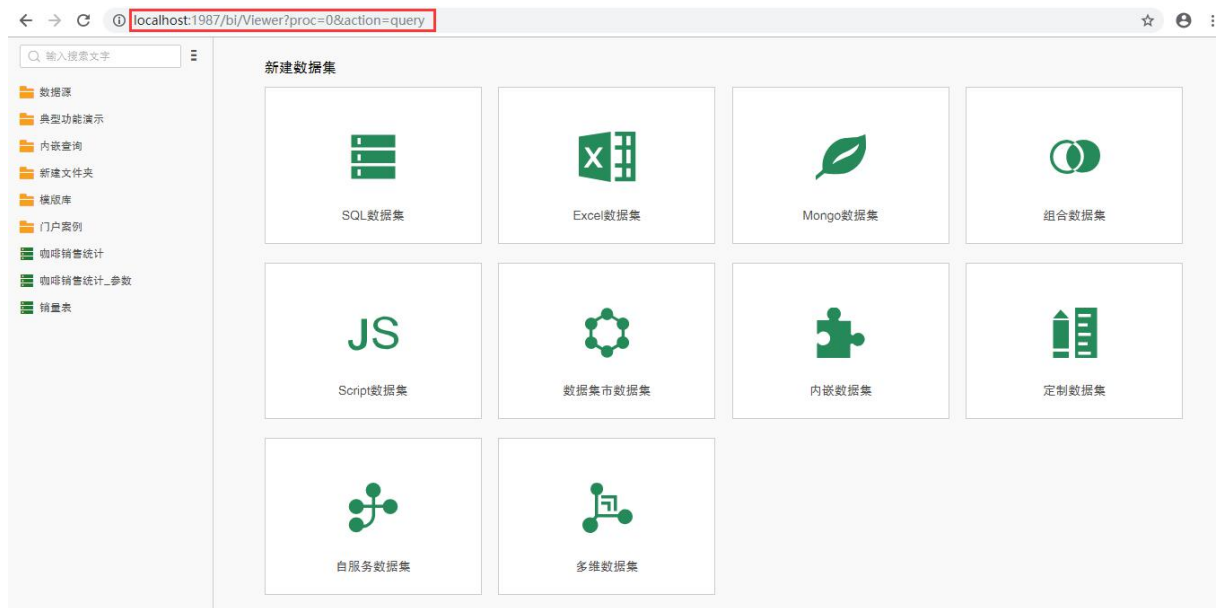 localhost:1987/bi/Viewer?proc=0&action=query
输入搜索文字
数据源
典型功能演示
内嵌查询
新建文件夹
模版库
门户案例
咖啡销售统计
咖啡销售统计_参数
销量表
新建数据集
SQL数据集
Excel数据集
Mongo数据集
组合数据集
JS
Script数据集
数据集市数据集
内嵌数据集
定制数据集
自服务数据集
多维数据集